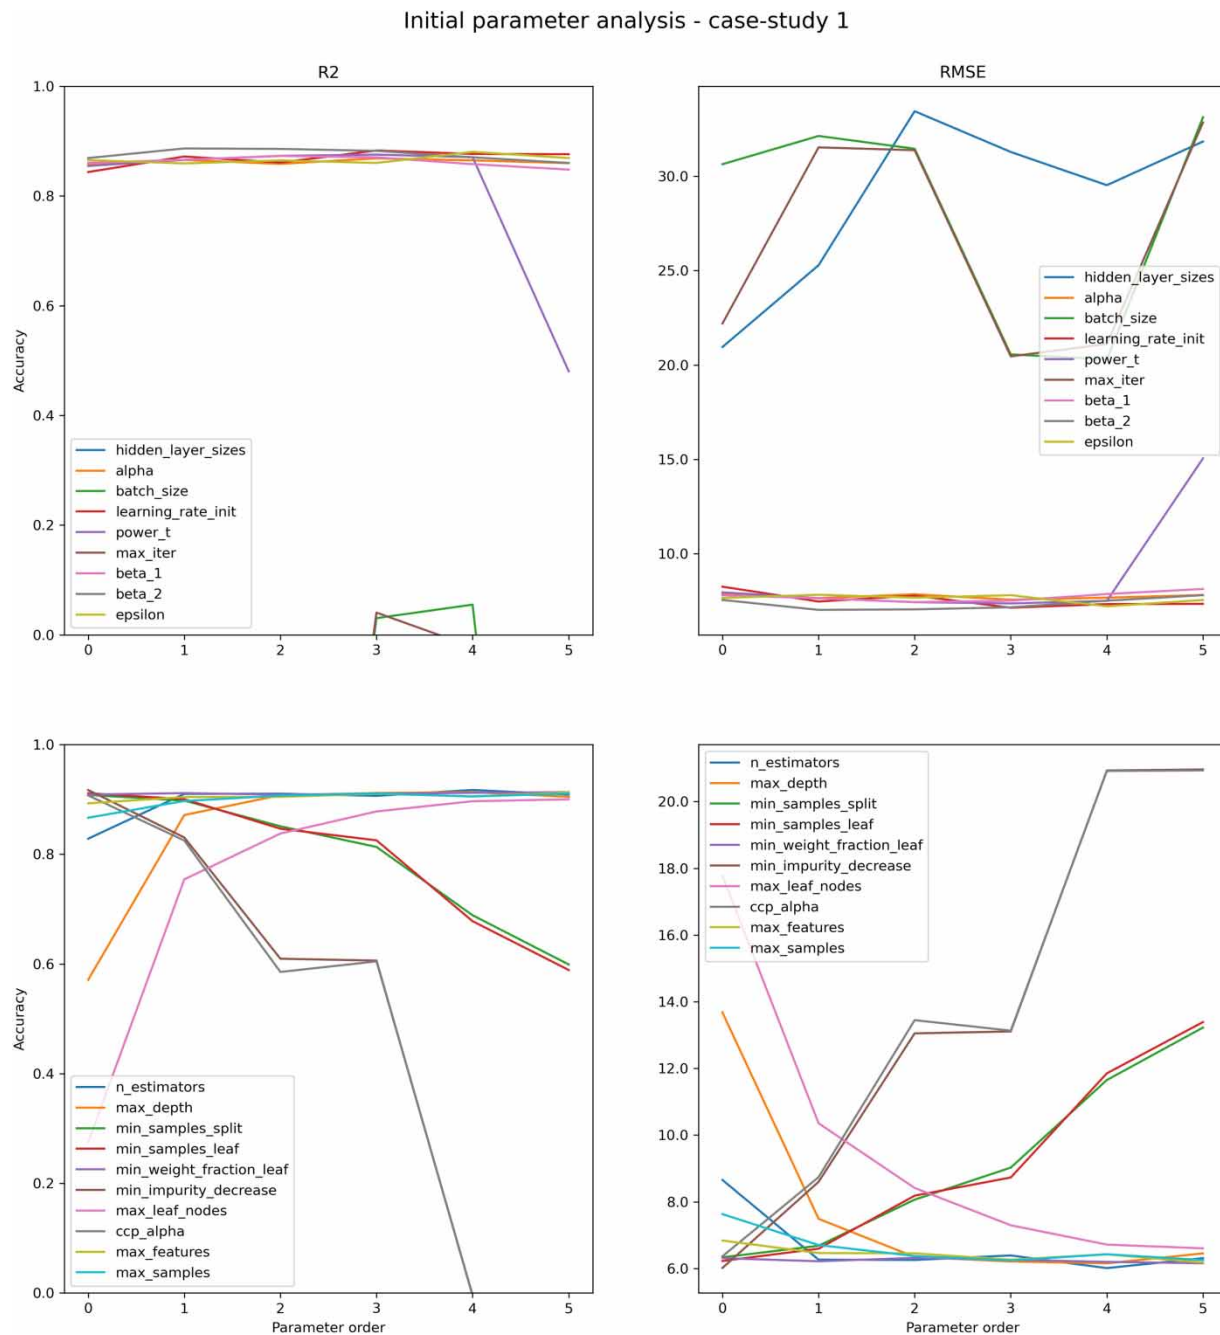 Initial parameter analysis - case-study 1
R2
Accuracy
1.0
0.8
0.6
0.4
0.2
0.0
hidden_layer_sizes
alpha
batch_size
learning_rate_init
power_t
max_iter
beta_1
beta_2
epsilon
0 1 2 3 4 5
RMSE
30.0
25.0
20.0
15.0
10.0
hidden_layer_sizes
alpha
batch_size
learning_rate_init
power_t
max_iter
beta_1
beta_2
epsilon
0 1 2 3 4 5
Accuracy
1.0
0.8
0.6
0.4
0.2
0.0
n_estimators
max_depth
min_samples_split
min_samples_leaf
min_weight_fraction_leaf
min_impurity_decrease
max_leaf_nodes
ccp_alpha
max_features
max_samples
0 1 2 3 4 5
Parameter order
20.0
18.0
16.0
14.0
12.0
10.0
8.0
6.0
n_estimators
max_depth
min_samples_split
min_samples_leaf
min_weight_fraction_leaf
min_impurity_decrease
max_leaf_nodes
ccp_alpha
max_features
max_samples
0 1 2 3 4 5
Parameter order